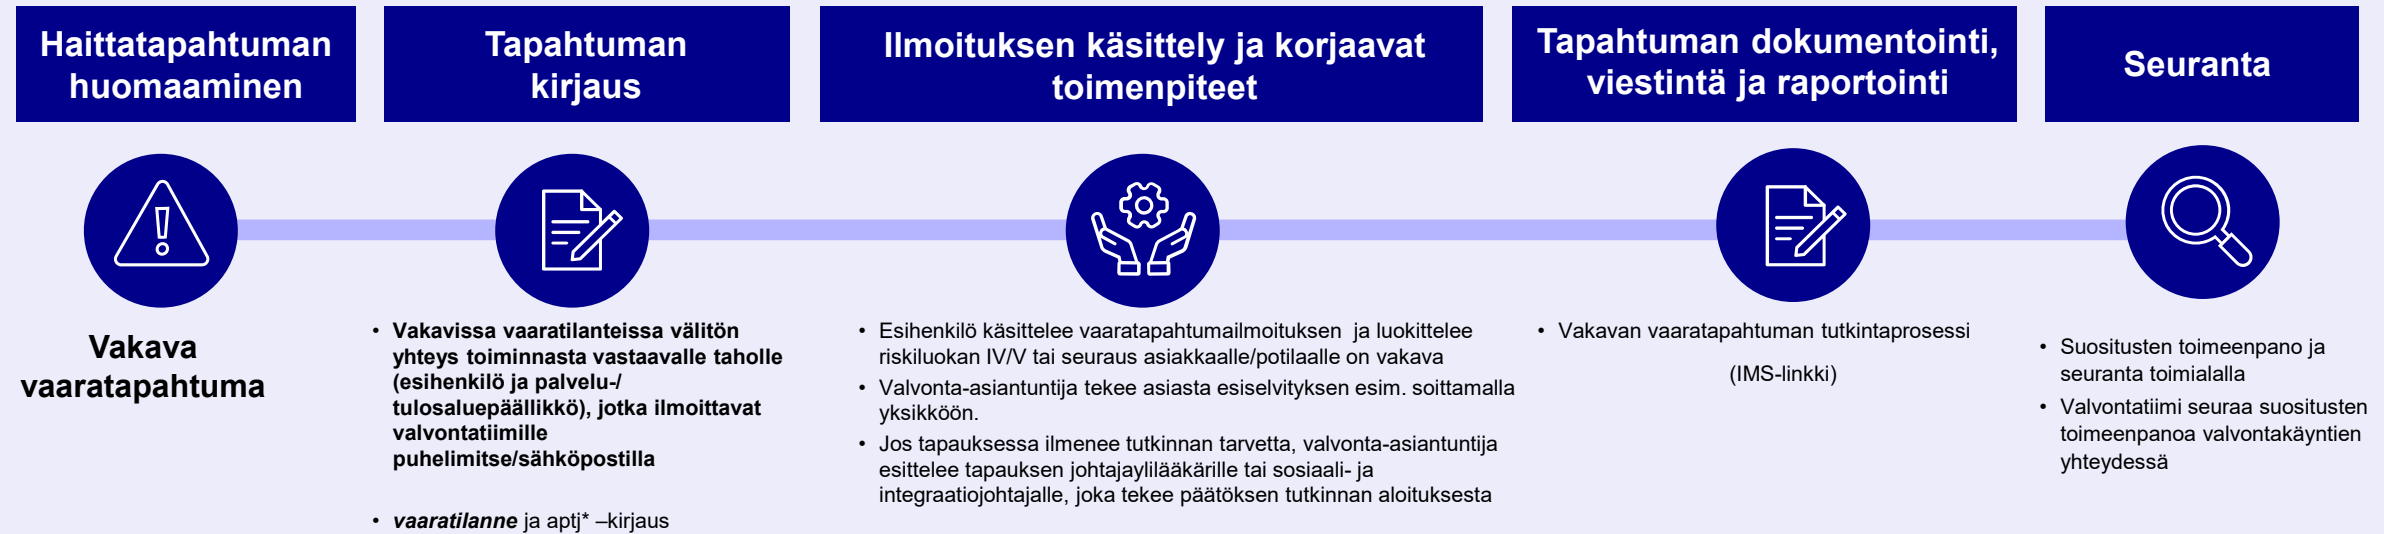 Haittatapahtuman
huomaaminen
Vakava
vaaratapahtuma
Tapahtuman
kirjaus
• Vakavissa vaaratilanteissa välitön
yhteys toiminnasta vastaavalle taholle
(esihenkilö ja palvelu-/
tulosaluepäällikkö), jotka ilmoittavat
valvontatiimille
puhelimitse/sähköpostilla
• vaaratilanne ja aptj* –kirjaus
Ilmoituksen käsittely ja korjaavat
toimenpiteet
• Esihenkilö käsittelee vaaratapahtumailmoituksen ja luokittelee
riskiluokan IV/V tai seuraus asiakkaalle/potilaalle on vakava
• Valvonta-asiantuntija tekee asiasta esiselvityksen esim. soittamalla
yksikköön.
• Jos tapauksessa ilmenee tutkinnan tarvetta, valvonta-asiantuntija
esittelee tapauksen johtajaylilääkärille tai sosiaali- ja
integraatiojohtajalle, joka tekee päätöksen tutkinnan aloituksesta
Tapahtuman dokumentointi,
viestintä ja raportointi
• Vakavan vaaratapahtuman tutkintaprosessi
(IMS-linkki)
Seuranta
• Suositusten toimeenpano ja
seuranta toimialalla
• Valvontatiimi seuraa suositusten
toimeenpanoa valvontakäyntien
yhteydessä